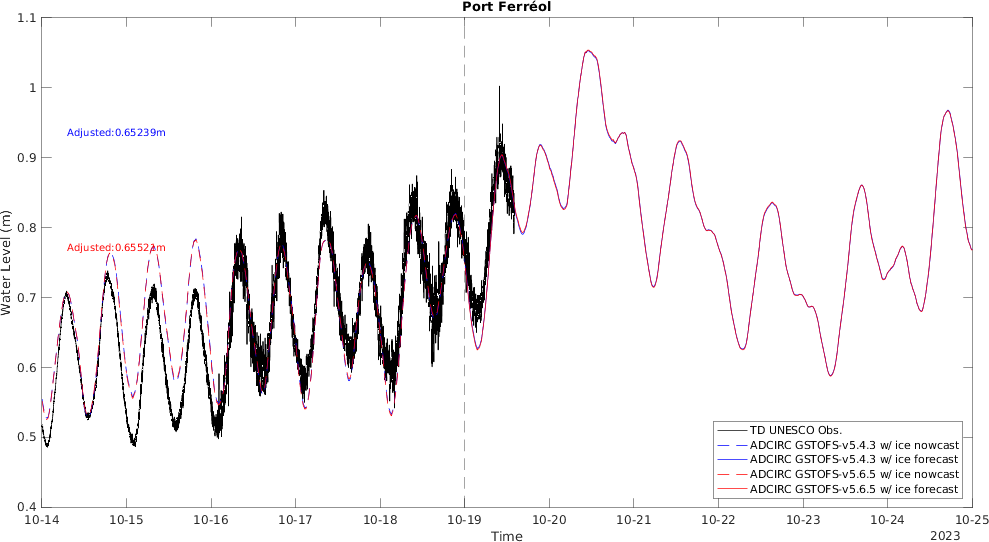 Port Ferréol
1.1
1
0.9
0.8
0.7
0.6
0.5
0.4
Water Level (m)
Adjusted:0.65239m
Adjusted:0.65523m
TD UNESCO Obs.
ADCIRC GSTOFS-v5.4.3 w/ ice nowcast
ADCIRC GSTOFS-v5.4.3 w/ ice forecast
ADCIRC GSTOFS-v5.6.5 w/ ice nowcast
ADCIRC GSTOFS-v5.6.5 w/ ice forecast
10-14 10-15 10-16 10-17 10-18 10-19 10-20 10-21 10-22 10-23 10-24 10-25
Time
2023